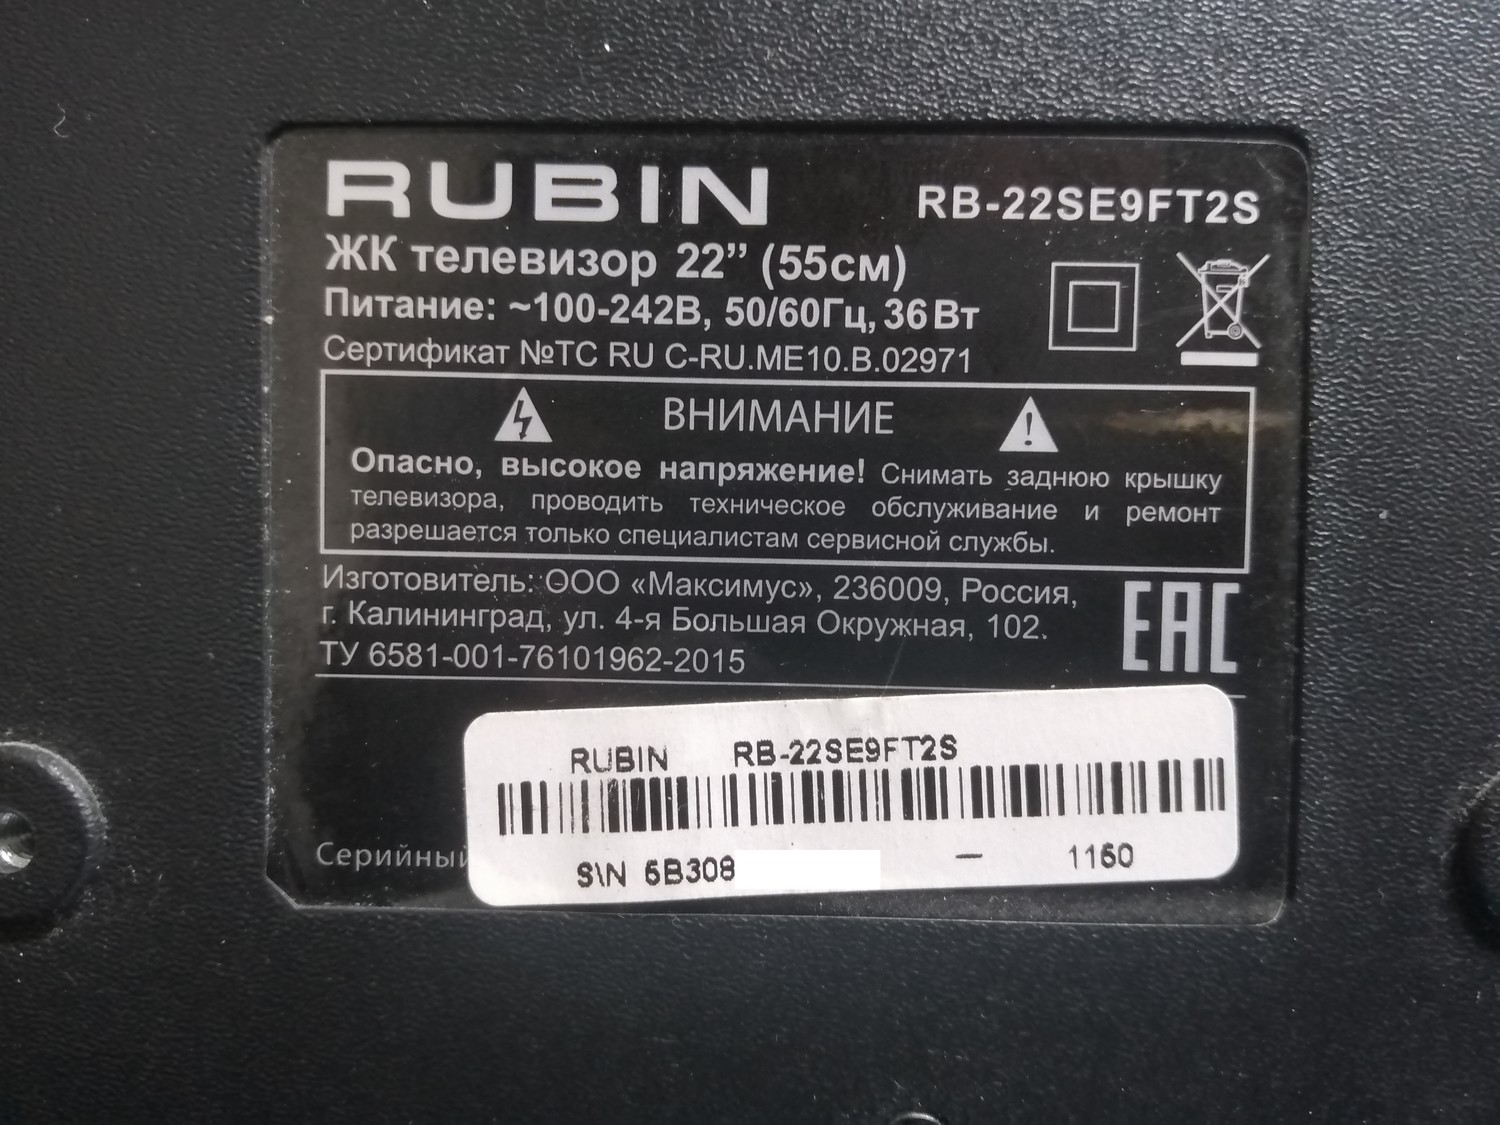 RUBIN RB-22SE9FT2S
ЖК телевизор 22” (55см)
Питание: ~100-242В, 50/60Гц, 36Вт
Сертификат №ТС RU C-RU.ME10.B.02971
ВНИМАНИЕ
Опасно, высокое напряжение! Снимать заднюю крышку
телевизора, проводить техническое обслуживание и ремонт
разрешается только специалистам сервисной службы.
Изготовитель: ООО «Максимус», 236009, Россия,
г. Калининград, ул. 4-я Большая Окружная, 102.
ТУ 6581-001-76101962-2015
EAC
RUBIN RB-22SE9FT2S
Серийный
S\N 6B308 — 1160